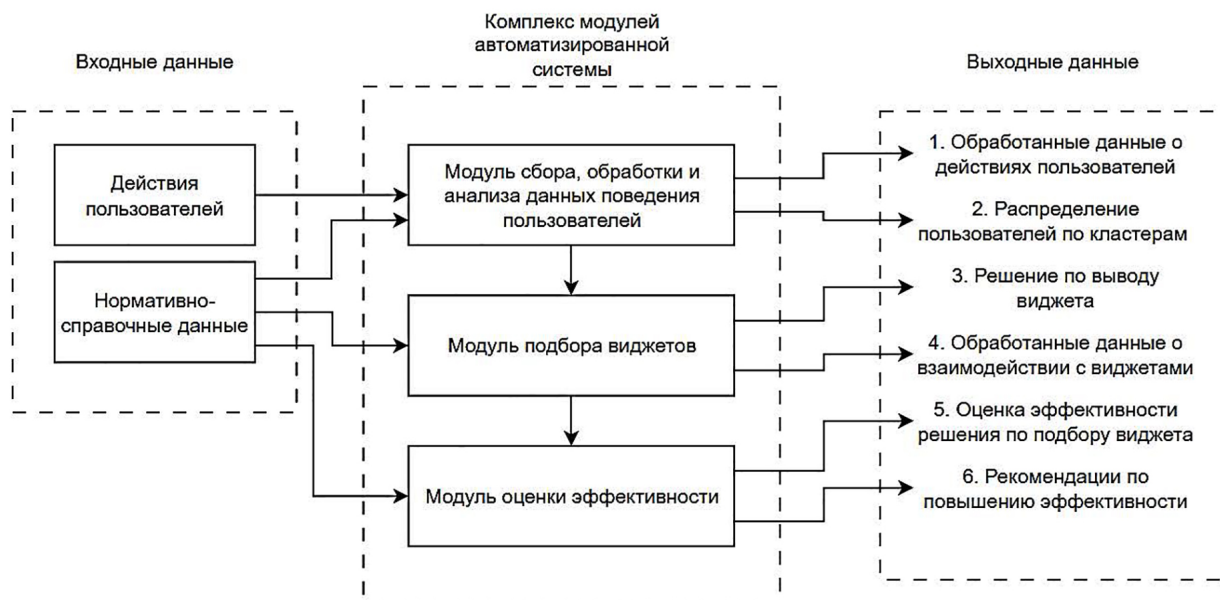 Комплекс модулей
автоматизированной
системы
Входные данные
Выходные данные
Действия
пользователей
Нормативно-
справочные данные
Модуль сбора, обработки и
анализа данных поведения
пользователей
Модуль подбора виджетов
Модуль оценки эффективности
1. Обработанные данные о
действиях пользователей
2. Распределение
пользователей по кластерам
3. Решение по выводу
виджета
4. Обработанные данные о
взаимодействии с виджетами
5. Оценка эффективности
решения по подбору виджета
6. Рекомендации по
повышению эффективности